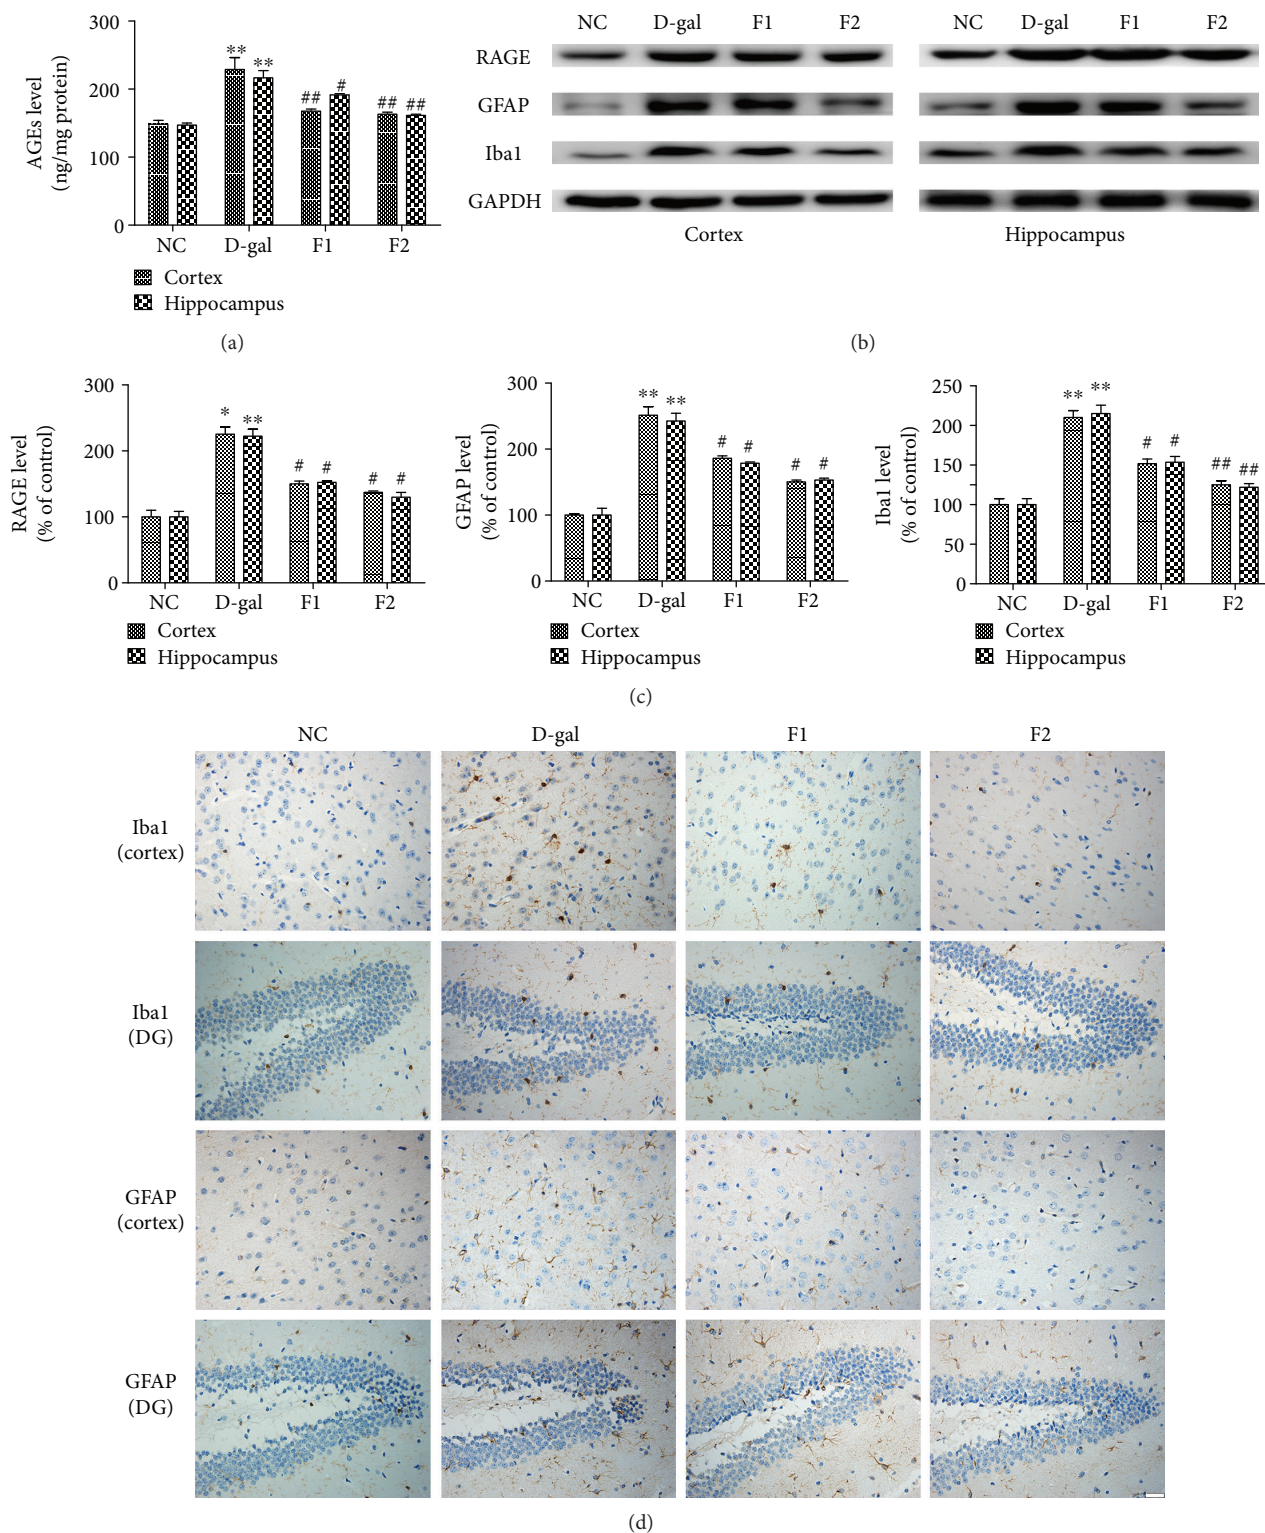 300
200
100
0
AGEs level
(ng/mg protein)
** ** ## # ## ##
NC D-gal F1 F2
Cortex
Hippocampus
(a)
NC D-gal F1 F2 NC D-gal F1 F2
RAGE
GFAP
Iba1
GAPDH
Cortex Hippocampus
(b)
300
200
100
0
RAGE level
(% of control)
* ** # # # #
NC D-gal F1 F2
Cortex
Hippocampus
300
200
100
0
GFAP level
(% of control)
** ** # # # #
NC D-gal F1 F2
Cortex
Hippocampus
250
200
150
100
50
0
Iba1 level
(% of control)
** ** # # ## ##
NC D-gal F1 F2
Cortex
Hippocampus
(c)
NC D-gal F1 F2
Iba1
(cortex)
Iba1
(DG)
GFAP
(cortex)
GFAP
(DG)
(d)